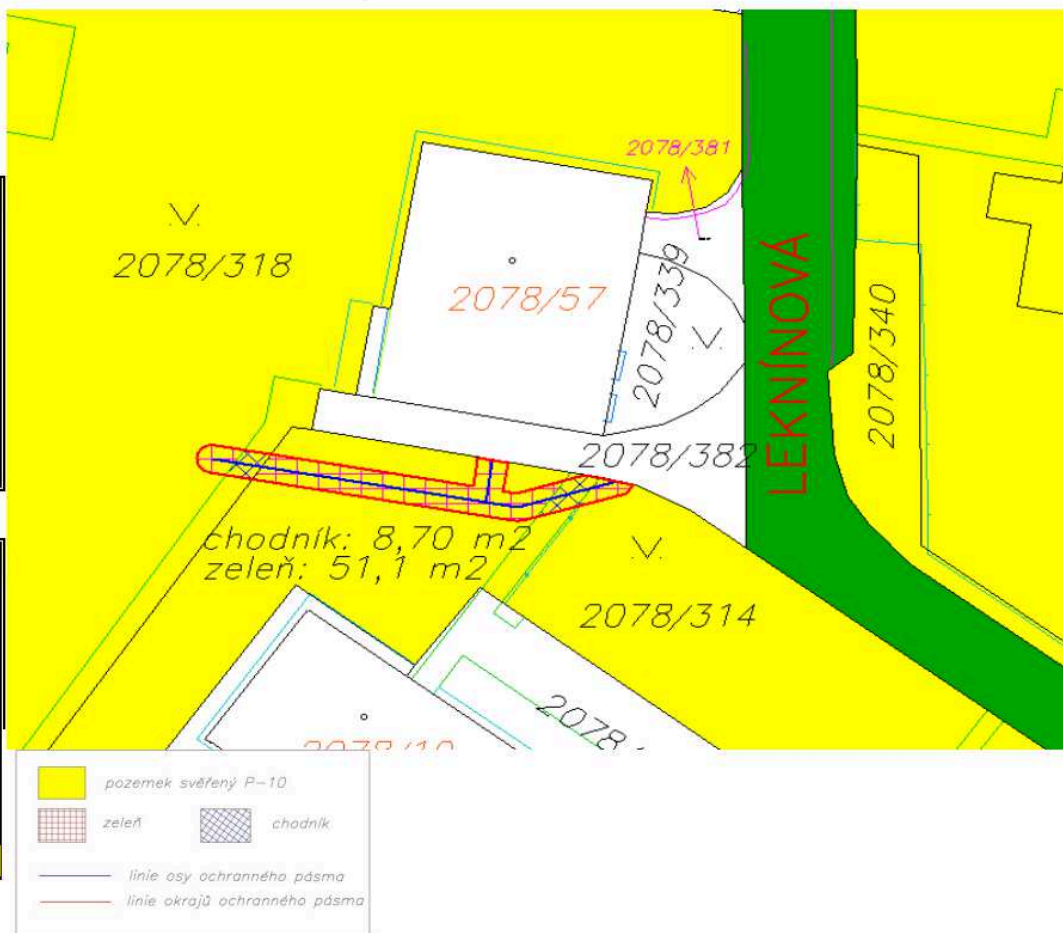 2078/381
2078/318
2078/57
2078/339
LEKNÍNOVÁ
2078/340
2078/382
chodník: 8,70 m2
zeleň: 51,1 m2
2078/314
pozemek svěřený P-10
zeleň
chodník
linie osy ochranného pásma
linie okrajů ochranného pásma